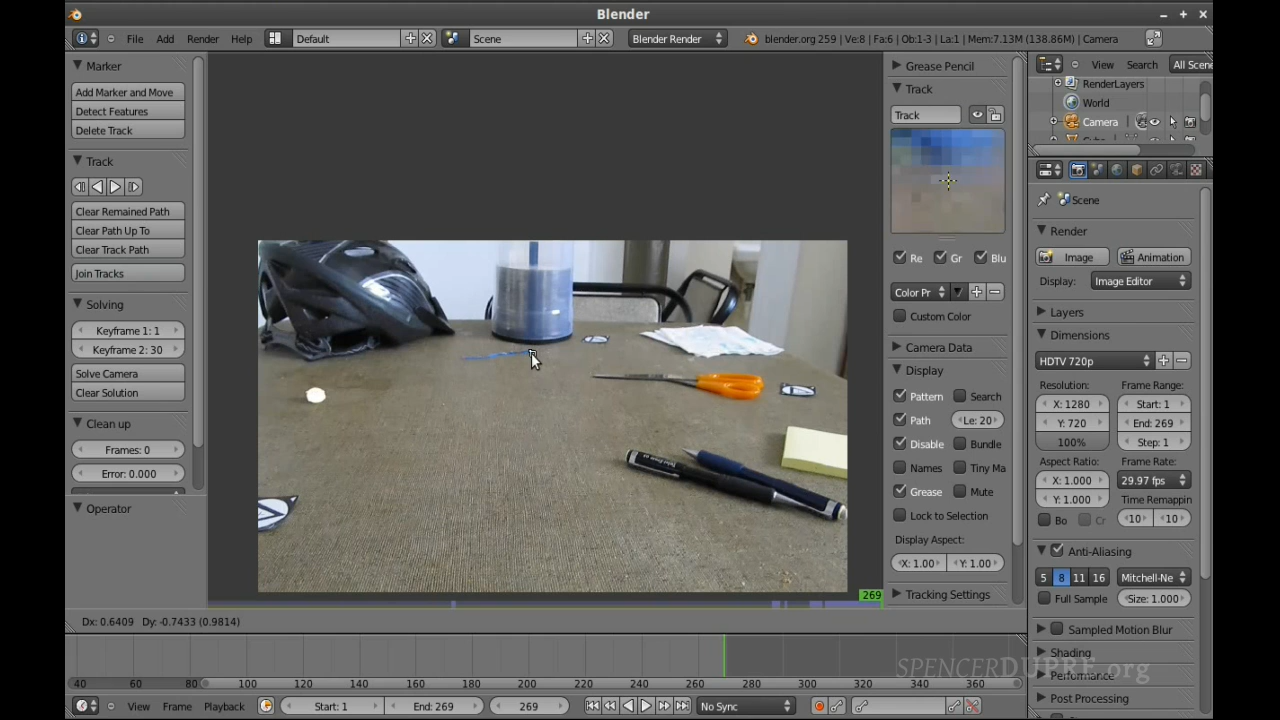 Blender
File Add Render Help Default Scene Blender Render blender.org 259 | Ve:8 | Fa:6 | Ob:1-3 | La:1 | Mem:7.13M (138.86M) | Camera
Marker
Add Marker and Move
Detect Features
Delete Track
Track
Clear Remained Path
Clear Path Up To
Clear Track Path
Join Tracks
Solving
Keyframe 1: 1
Keyframe 2: 30
Solve Camera
Clear Solution
Clean up
Frames: 0
Error: 0.000
Operator
269
Dx: 0.6409 Dy: -0.7433 (0.9814)
Grease Pencil
Track
Track
Re Gr Blu
Color Pr
Custom Color
Camera Data
Display
Pattern Search
Path Le: 20
Disable Bundle
Names Tiny Ma
Grease Mute
Lock to Selection
Display Aspect:
X: 1.00 Y: 1.00
Tracking Settings
View Search All Scene
RenderLayers
World
Camera
Scene
Render
Image Animation
Display: Image Editor
Layers
Dimensions
HDTV 720p
Resolution: Frame Range:
X: 1280 Start: 1
Y: 720 End: 269
100% Step: 1
Aspect Ratio: Frame Rate:
X: 1.000 29.97 fps
Y: 1.000 Time Remappin
Bo Cr 10 10
Anti-Aliasing
5 8 11 16 Mitchell-Ne
Full Sample Size: 1.000
Sampled Motion Blur
Shading
Performance
Post Processing
SPENCERDUPRE.org
40 60 80 100 120 140 160 180 200 220 240 260 280 300 320 340 360
View Frame Playback Start: 1 End: 269 269 No Sync